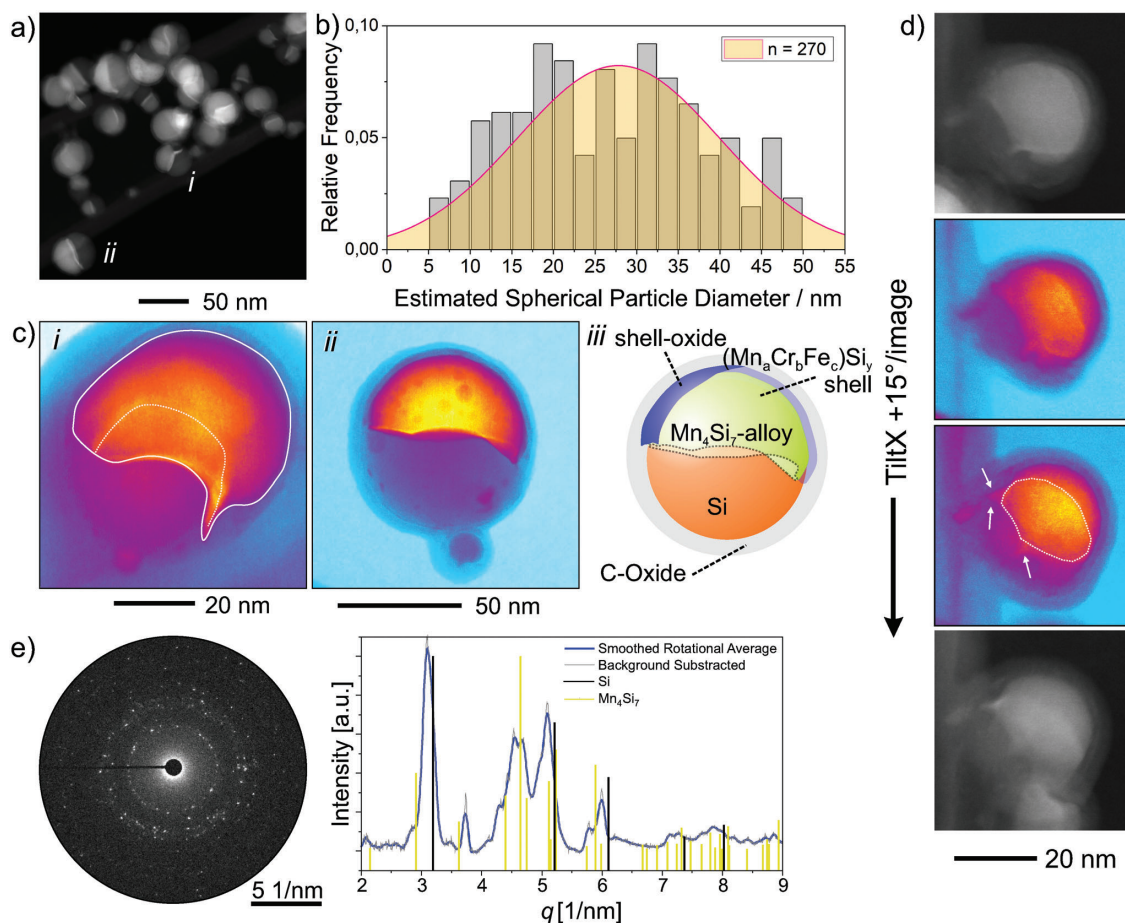 a)
i
ii
50 nm
b)
0,10
0,05
0,00
Relative Frequency
n = 270
0 5 10 15 20 25 30 35 40 45 50 55
Estimated Spherical Particle Diameter / nm
c)
i
20 nm
ii
50 nm
iii
shell-oxide
(MnₐCr_bFe_c)Si_y
shell
Mn₄Si₇-alloy
Si
C-Oxide
d)
TiltX +15°/image
20 nm
e)
5 1/nm
Intensity [a.u.]
Smoothed Rotational Average
Background Substracted
Si
Mn₄Si₇
2 3 4 5 6 7 8 9
q [1/nm]